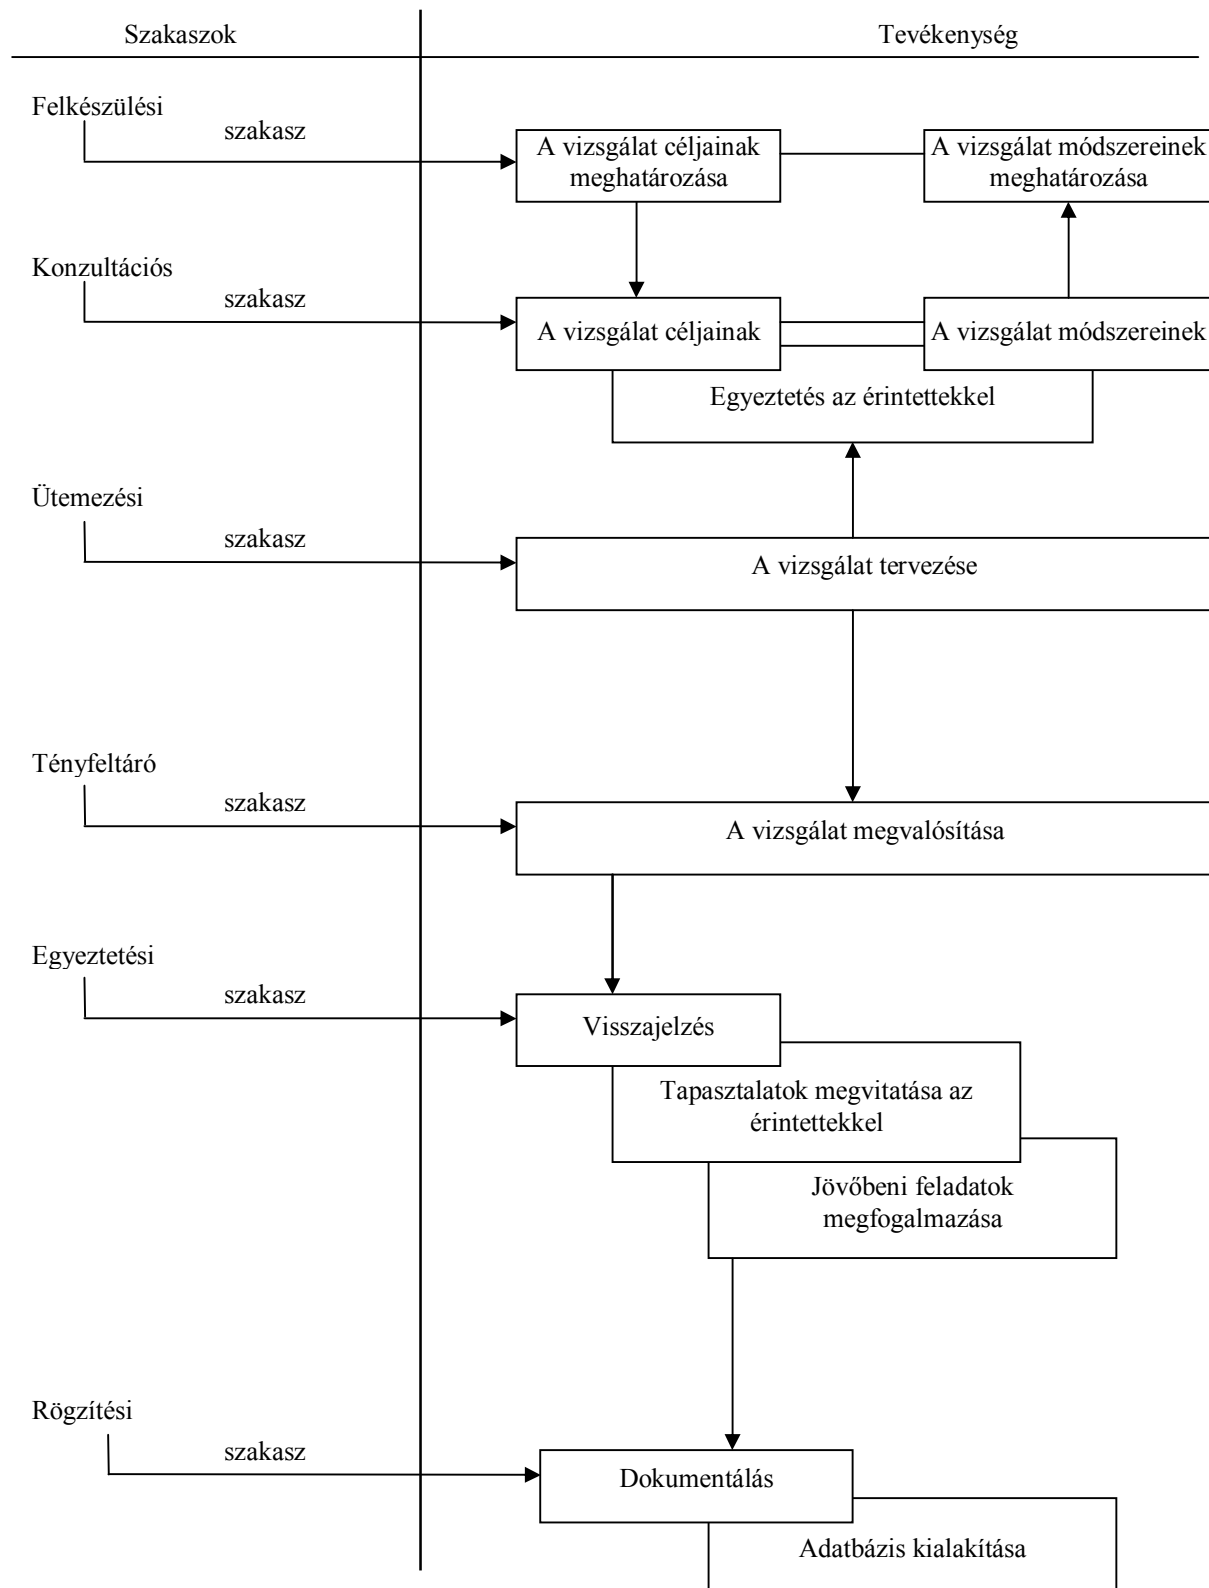 Szakaszok
Tevékenység
Felkészülési
szakasz
A vizsgálat céljainak
meghatározása
A vizsgálat módszereinek
meghatározása
Konzultációs
szakasz
A vizsgálat céljainak
A vizsgálat módszereinek
Egyeztetés az érintettekkel
Ütemezési
szakasz
A vizsgálat tervezése
Tényfeltáró
szakasz
A vizsgálat megvalósítása
Egyeztetési
szakasz
Visszajelzés
Tapasztalatok megvitatása az
érintettekkel
Jövőbeni feladatok
megfogalmazása
Rögzítési
szakasz
Dokumentálás
Adatbázis kialakítása